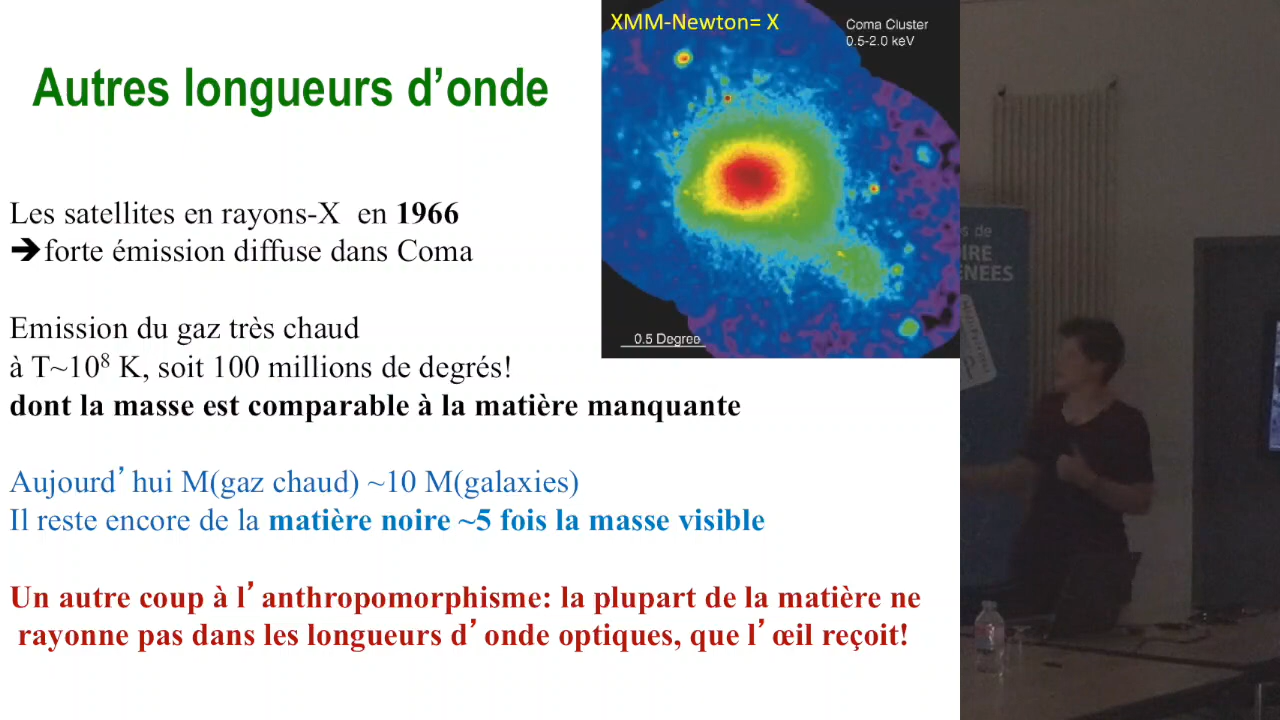 XMM-Newton= X
Coma Cluster
0.5-2.0 keV
Autres longueurs d’onde
Les satellites en rayons-X en 1966
➔forte émission diffuse dans Coma
Emission du gaz très chaud
à T~10⁸ K, soit 100 millions de degrés!
dont la masse est comparable à la matière manquante
0.5 Degree
Aujourd’hui M(gaz chaud) ~10 M(galaxies)
Il reste encore de la matière noire ~5 fois la masse visible
Un autre coup à l’anthropomorphisme: la plupart de la matière ne
rayonne pas dans les longueurs d’onde optiques, que l’œil reçoit!
de